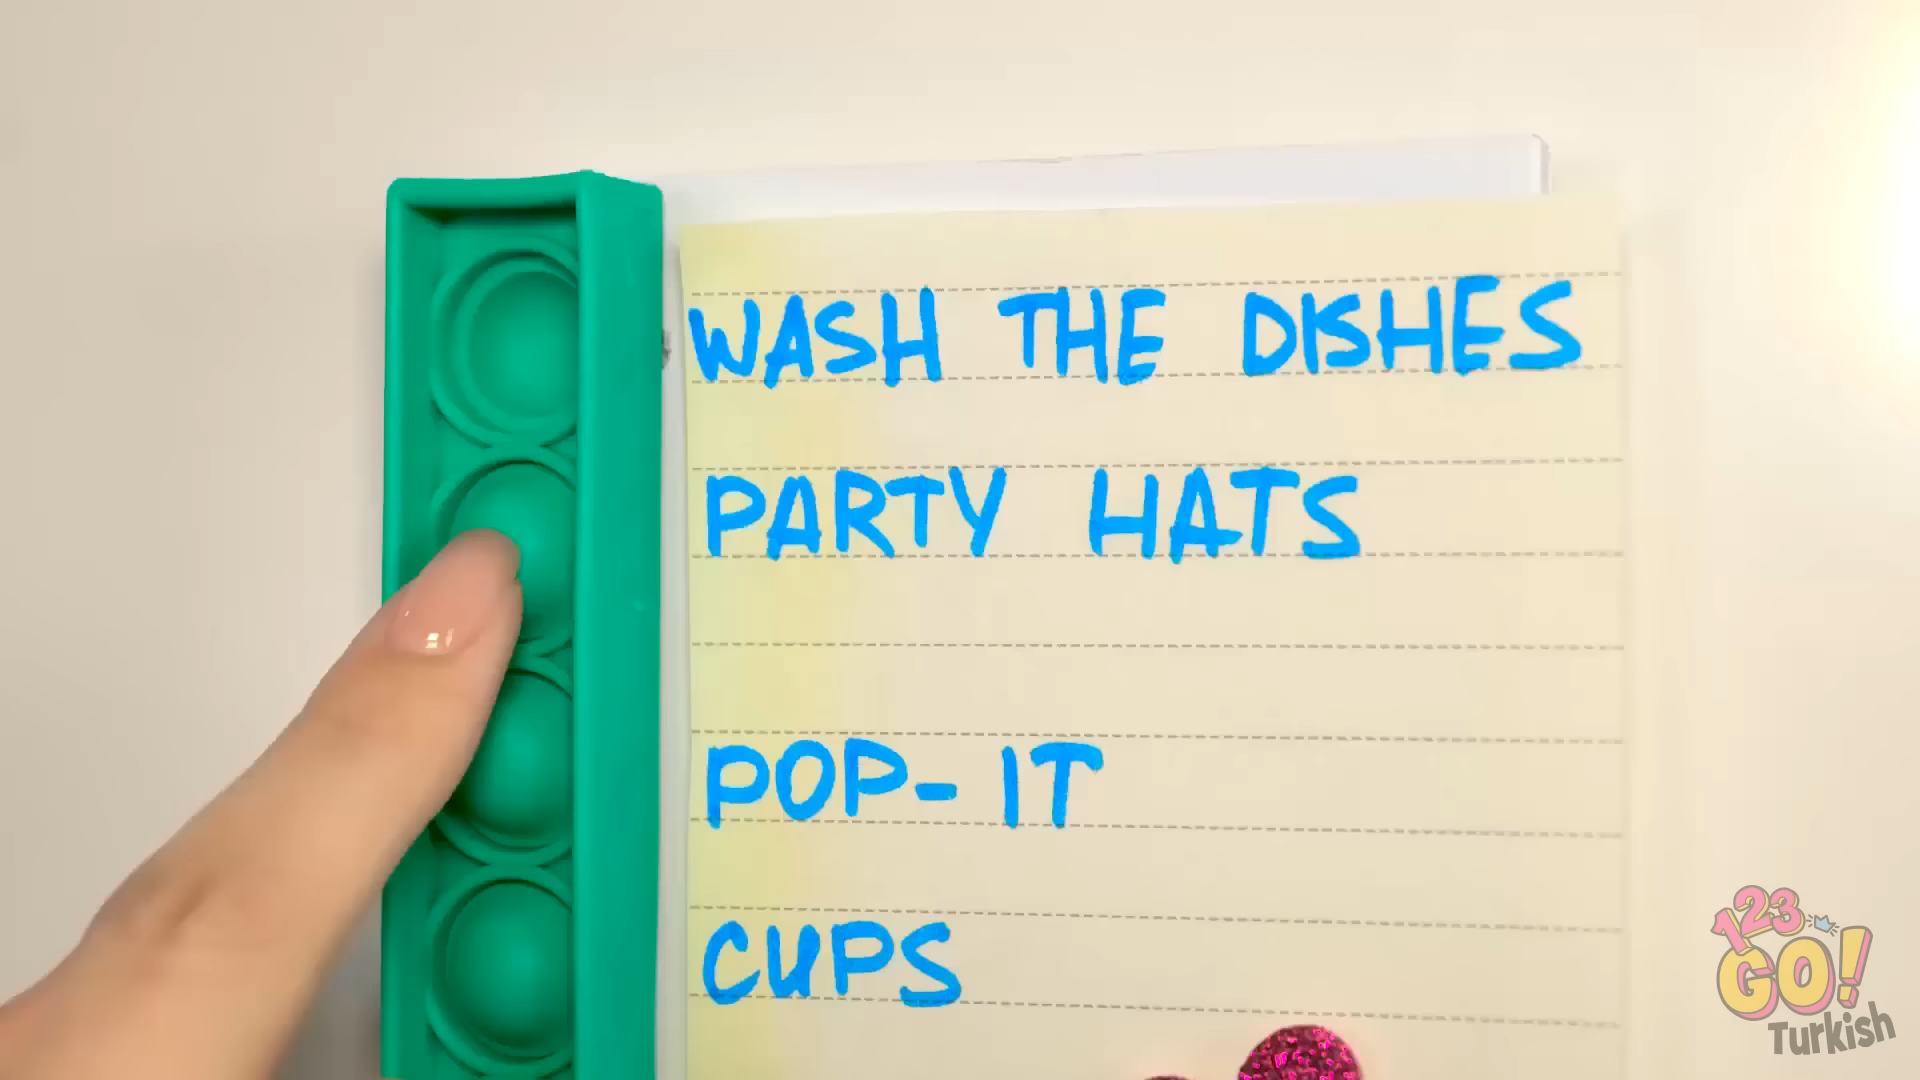 WASH THE DISHES
PARTY HATS
POP-IT
CUPS
123
GO!
Turkish